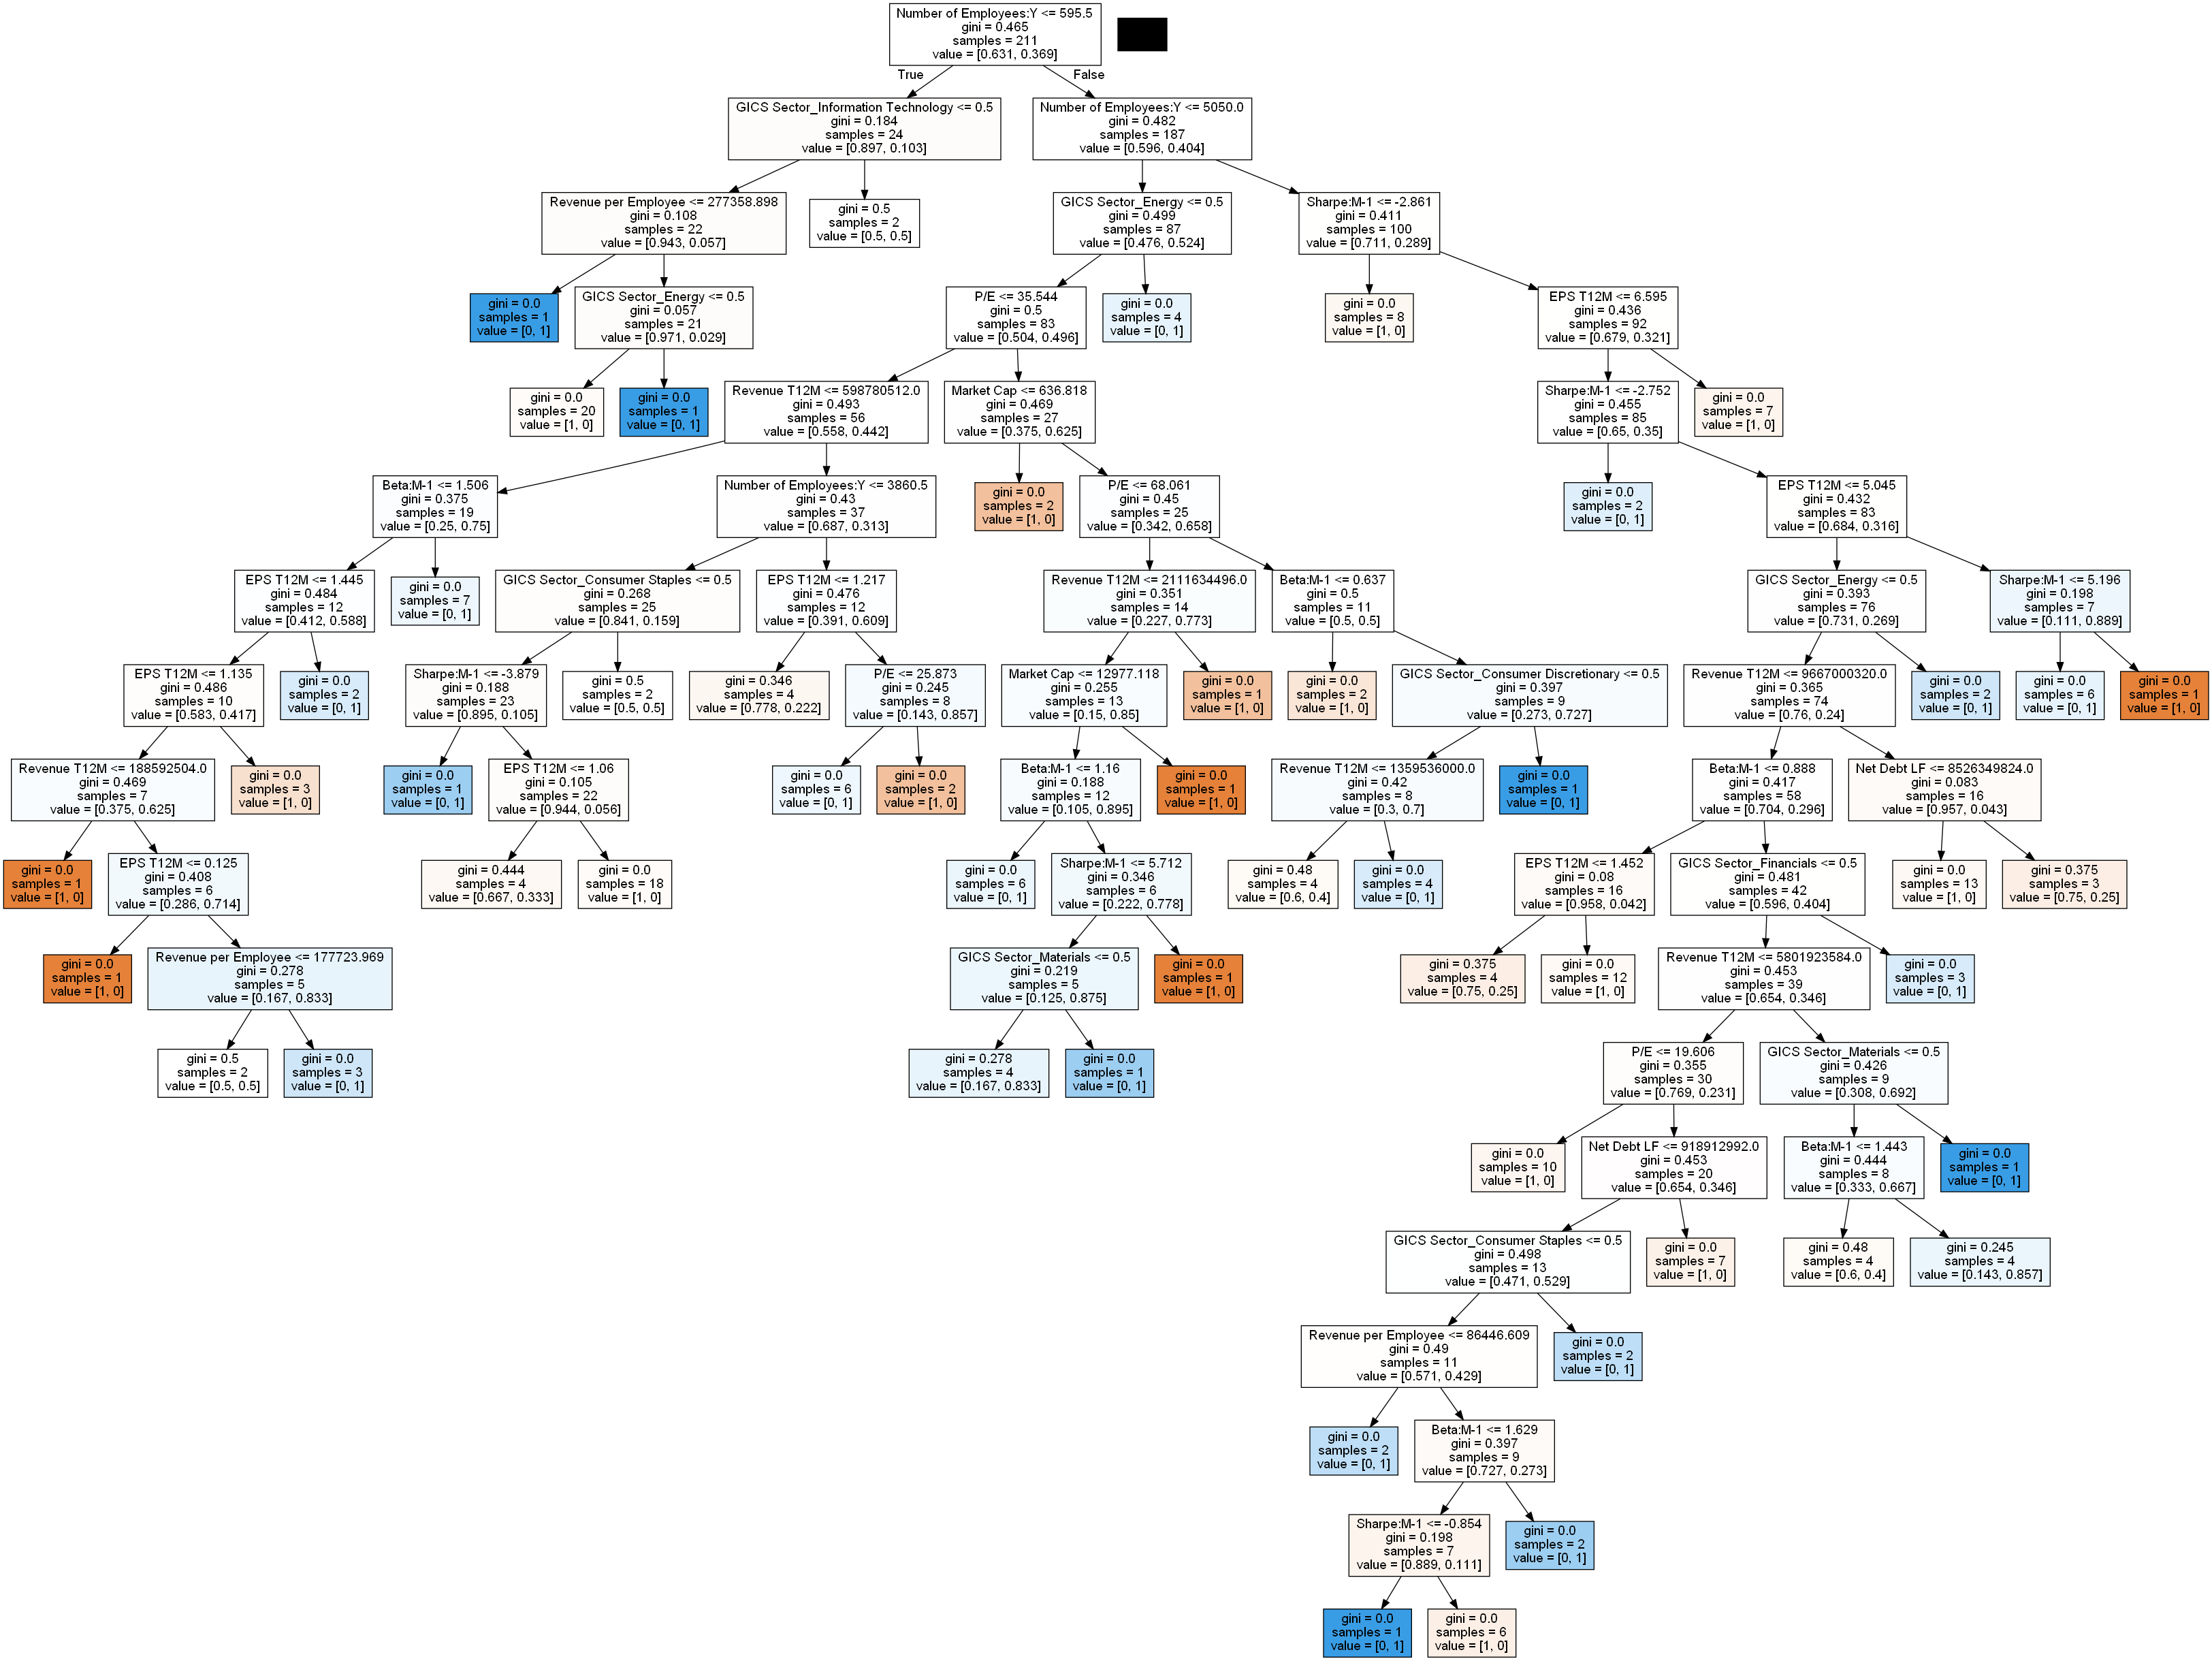 Number of Employees:Y <= 595.5
gini = 0.465
samples = 211
value = [0.631, 0.369]
True
False
GICS Sector_Information Technology <= 0.5
gini = 0.184
samples = 24
value = [0.897, 0.103]
Number of Employees:Y <= 5050.0
gini = 0.482
samples = 187
value = [0.596, 0.404]
Revenue per Employee <= 277358.898
gini = 0.108
samples = 22
value = [0.943, 0.057]
gini = 0.5
samples = 2
value = [0.5, 0.5]
GICS Sector_Energy <= 0.5
gini = 0.499
samples = 87
value = [0.476, 0.524]
Sharpe:M-1 <= -2.861
gini = 0.411
samples = 100
value = [0.711, 0.289]
gini = 0.0
samples = 1
value = [0, 1]
GICS Sector_Energy <= 0.5
gini = 0.057
samples = 21
value = [0.971, 0.029]
P/E <= 35.544
gini = 0.5
samples = 83
value = [0.504, 0.496]
gini = 0.0
samples = 4
value = [0, 1]
gini = 0.0
samples = 8
value = [1, 0]
EPS T12M <= 6.595
gini = 0.436
samples = 92
value = [0.679, 0.321]
gini = 0.0
samples = 20
value = [1, 0]
gini = 0.0
samples = 1
value = [0, 1]
Revenue T12M <= 598780512.0
gini = 0.493
samples = 56
value = [0.558, 0.442]
Market Cap <= 636.818
gini = 0.469
samples = 27
value = [0.375, 0.625]
Sharpe:M-1 <= -2.752
gini = 0.455
samples = 85
value = [0.65, 0.35]
gini = 0.0
samples = 7
value = [1, 0]
Beta:M-1 <= 1.506
gini = 0.375
samples = 19
value = [0.25, 0.75]
Number of Employees:Y <= 3860.5
gini = 0.43
samples = 37
value = [0.687, 0.313]
gini = 0.0
samples = 2
value = [1, 0]
P/E <= 68.061
gini = 0.45
samples = 25
value = [0.342, 0.658]
gini = 0.0
samples = 2
value = [0, 1]
EPS T12M <= 5.045
gini = 0.432
samples = 83
value = [0.684, 0.316]
EPS T12M <= 1.445
gini = 0.484
samples = 12
value = [0.412, 0.588]
gini = 0.0
samples = 7
value = [0, 1]
GICS Sector_Consumer Staples <= 0.5
gini = 0.268
samples = 25
value = [0.841, 0.159]
EPS T12M <= 1.217
gini = 0.476
samples = 12
value = [0.391, 0.609]
Revenue T12M <= 2111634496.0
gini = 0.351
samples = 14
value = [0.227, 0.773]
Beta:M-1 <= 0.637
gini = 0.5
samples = 11
value = [0.5, 0.5]
GICS Sector_Energy <= 0.5
gini = 0.393
samples = 76
value = [0.731, 0.269]
Sharpe:M-1 <= 5.196
gini = 0.198
samples = 7
value = [0.111, 0.889]
EPS T12M <= 1.135
gini = 0.486
samples = 10
value = [0.583, 0.417]
gini = 0.0
samples = 2
value = [0, 1]
Sharpe:M-1 <= -3.879
gini = 0.188
samples = 23
value = [0.895, 0.105]
gini = 0.5
samples = 2
value = [0.5, 0.5]
gini = 0.346
samples = 4
value = [0.778, 0.222]
P/E <= 25.873
gini = 0.245
samples = 8
value = [0.143, 0.857]
Market Cap <= 12977.118
gini = 0.255
samples = 13
value = [0.15, 0.85]
gini = 0.0
samples = 1
value = [1, 0]
gini = 0.0
samples = 2
value = [1, 0]
GICS Sector_Consumer Discretionary <= 0.5
gini = 0.397
samples = 9
value = [0.273, 0.727]
Revenue T12M <= 9667000320.0
gini = 0.365
samples = 74
value = [0.76, 0.24]
gini = 0.0
samples = 2
value = [0, 1]
gini = 0.0
samples = 6
value = [0, 1]
gini = 0.0
samples = 1
value = [1, 0]
Revenue T12M <= 188592504.0
gini = 0.469
samples = 7
value = [0.375, 0.625]
gini = 0.0
samples = 3
value = [1, 0]
gini = 0.0
samples = 1
value = [0, 1]
EPS T12M <= 1.06
gini = 0.105
samples = 22
value = [0.944, 0.056]
gini = 0.0
samples = 6
value = [0, 1]
gini = 0.0
samples = 2
value = [1, 0]
Beta:M-1 <= 1.16
gini = 0.188
samples = 12
value = [0.105, 0.895]
gini = 0.0
samples = 1
value = [1, 0]
Revenue T12M <= 1359536000.0
gini = 0.42
samples = 8
value = [0.3, 0.7]
gini = 0.0
samples = 1
value = [0, 1]
Beta:M-1 <= 0.888
gini = 0.417
samples = 58
value = [0.704, 0.296]
Net Debt LF <= 8526349824.0
gini = 0.083
samples = 16
value = [0.957, 0.043]
gini = 0.0
samples = 1
value = [1, 0]
EPS T12M <= 0.125
gini = 0.408
samples = 6
value = [0.286, 0.714]
gini = 0.444
samples = 4
value = [0.667, 0.333]
gini = 0.0
samples = 18
value = [1, 0]
gini = 0.0
samples = 6
value = [0, 1]
Sharpe:M-1 <= 5.712
gini = 0.346
samples = 6
value = [0.222, 0.778]
gini = 0.48
samples = 4
value = [0.6, 0.4]
gini = 0.0
samples = 4
value = [0, 1]
EPS T12M <= 1.452
gini = 0.08
samples = 16
value = [0.958, 0.042]
GICS Sector_Financials <= 0.5
gini = 0.481
samples = 42
value = [0.596, 0.404]
gini = 0.0
samples = 13
value = [1, 0]
gini = 0.375
samples = 3
value = [0.75, 0.25]
gini = 0.0
samples = 1
value = [1, 0]
Revenue per Employee <= 177723.969
gini = 0.278
samples = 5
value = [0.167, 0.833]
GICS Sector_Materials <= 0.5
gini = 0.219
samples = 5
value = [0.125, 0.875]
gini = 0.0
samples = 1
value = [1, 0]
gini = 0.375
samples = 4
value = [0.75, 0.25]
gini = 0.0
samples = 12
value = [1, 0]
Revenue T12M <= 5801923584.0
gini = 0.453
samples = 39
value = [0.654, 0.346]
gini = 0.0
samples = 3
value = [0, 1]
gini = 0.5
samples = 2
value = [0.5, 0.5]
gini = 0.0
samples = 3
value = [0, 1]
gini = 0.278
samples = 4
value = [0.167, 0.833]
gini = 0.0
samples = 1
value = [0, 1]
P/E <= 19.606
gini = 0.355
samples = 30
value = [0.769, 0.231]
GICS Sector_Materials <= 0.5
gini = 0.426
samples = 9
value = [0.308, 0.692]
gini = 0.0
samples = 10
value = [1, 0]
Net Debt LF <= 918912992.0
gini = 0.453
samples = 20
value = [0.654, 0.346]
Beta:M-1 <= 1.443
gini = 0.444
samples = 8
value = [0.333, 0.667]
gini = 0.0
samples = 1
value = [0, 1]
GICS Sector_Consumer Staples <= 0.5
gini = 0.498
samples = 13
value = [0.471, 0.529]
gini = 0.0
samples = 7
value = [1, 0]
gini = 0.48
samples = 4
value = [0.6, 0.4]
gini = 0.245
samples = 4
value = [0.143, 0.857]
Revenue per Employee <= 86446.609
gini = 0.49
samples = 11
value = [0.571, 0.429]
gini = 0.0
samples = 2
value = [0, 1]
gini = 0.0
samples = 2
value = [0, 1]
Beta:M-1 <= 1.629
gini = 0.397
samples = 9
value = [0.727, 0.273]
Sharpe:M-1 <= -0.854
gini = 0.198
samples = 7
value = [0.889, 0.111]
gini = 0.0
samples = 2
value = [0, 1]
gini = 0.0
samples = 1
value = [0, 1]
gini = 0.0
samples = 6
value = [1, 0]